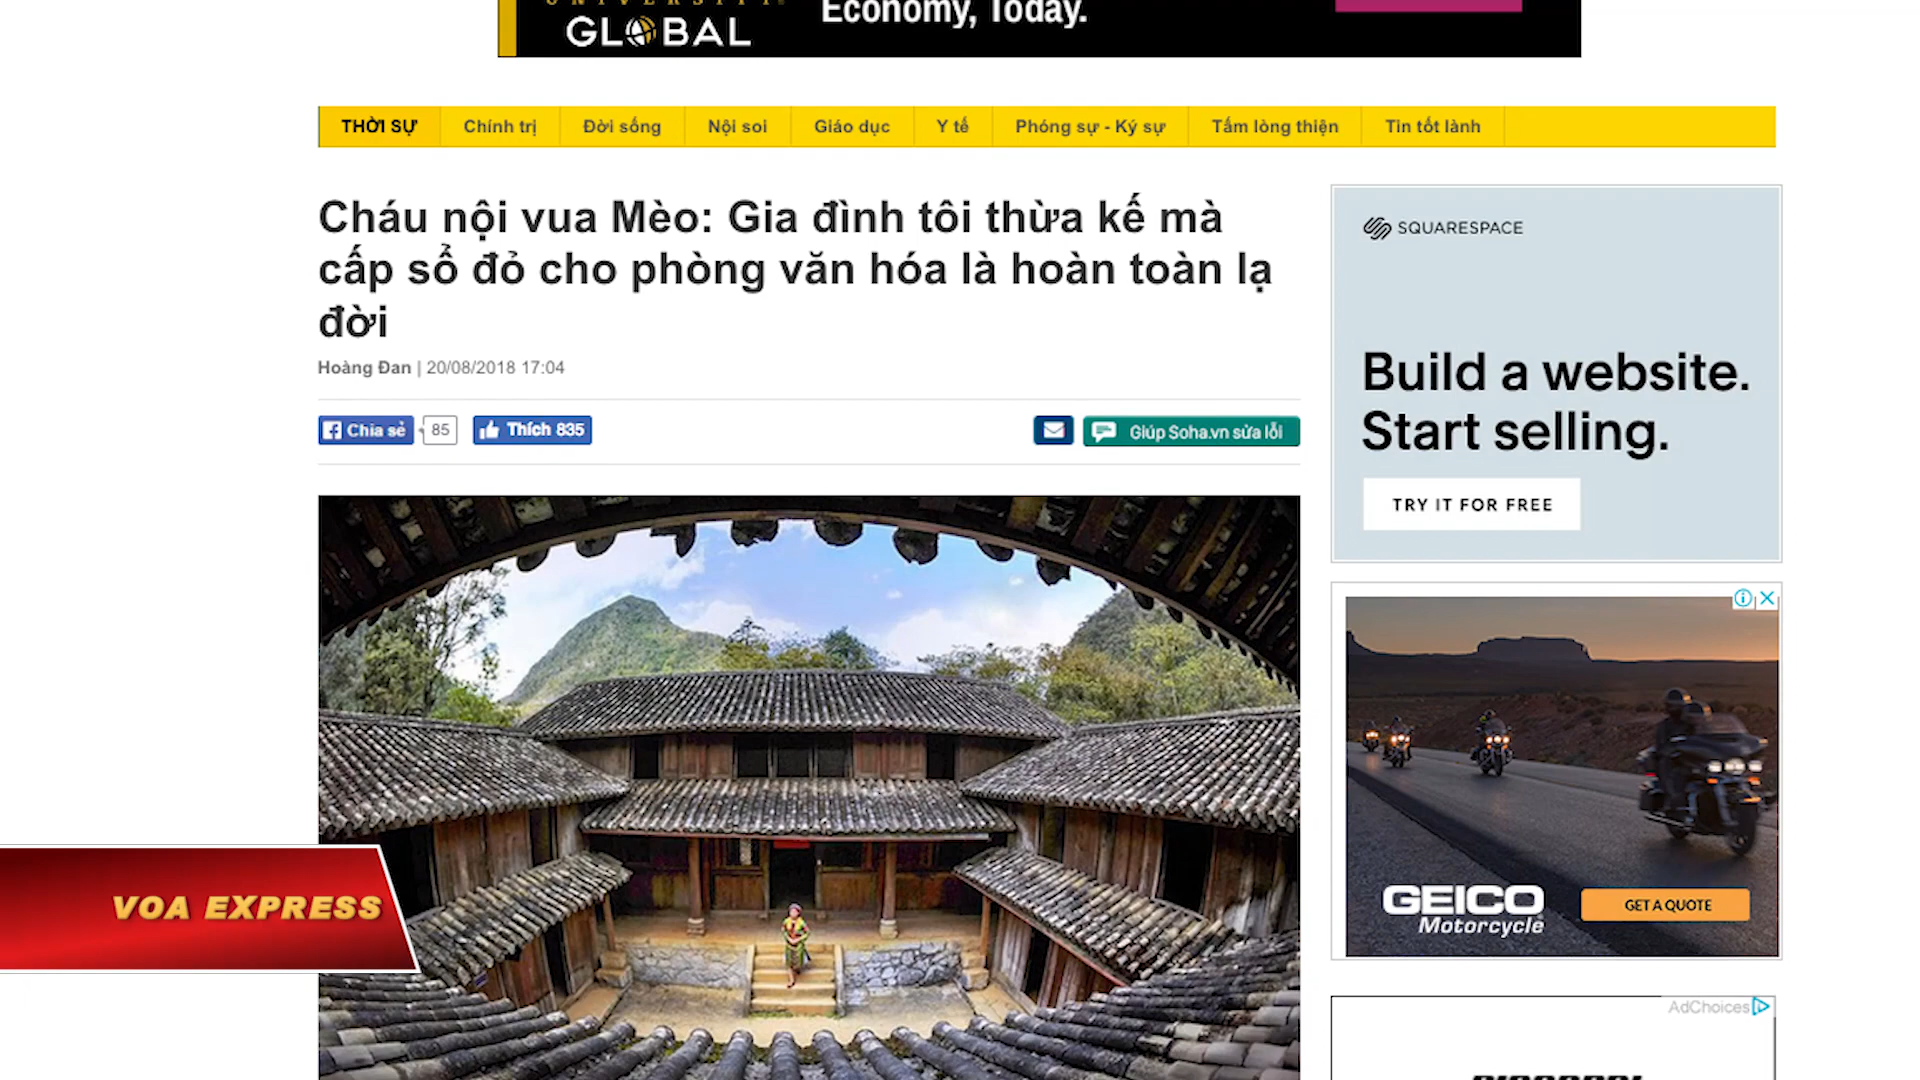 UNIVERSITY
GLOBAL
Economy, Today.
THỜI SỰ
Chính trị
Đời sống
Nội soi
Giáo dục
Y tế
Phóng sự - Ký sự
Tấm lòng thiện
Tin tốt lành
Cháu nội vua Mèo: Gia đình tôi thừa kế mà
cấp sổ đỏ cho phòng văn hóa là hoàn toàn lạ
đời
Hoàng Đan | 20/08/2018 17:04
Chia sẻ
85
Thích 835
Giúp Soha.vn sửa lỗi
SQUARESPACE
Build a website.
Start selling.
TRY IT FOR FREE
GEICO
Motorcycle
GET A QUOTE
AdChoices
VOA EXPRESS